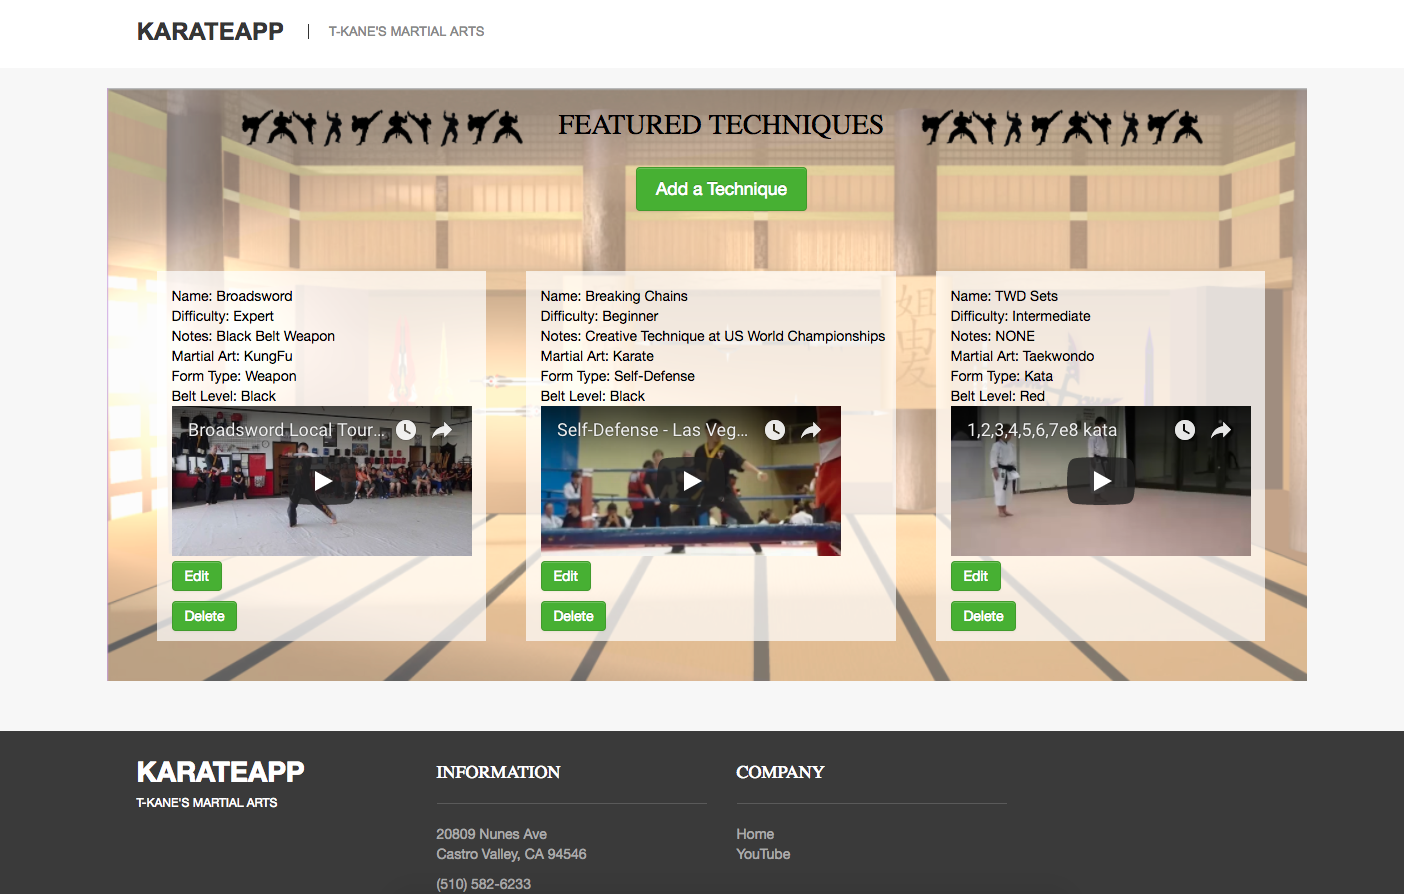 KARATEAPP
T-KANE'S MARTIAL ARTS
FEATURED TECHNIQUES
Add a Technique
Name: Broadsword
Difficulty: Expert
Notes: Black Belt Weapon
Martial Art: KungFu
Form Type: Weapon
Belt Level: Black
Broadsword Local Tour...
Edit
Delete
Name: Breaking Chains
Difficulty: Beginner
Notes: Creative Technique at US World Championships
Martial Art: Karate
Form Type: Self-Defense
Belt Level: Black
Self-Defense - Las Veg...
Edit
Delete
Name: TWD Sets
Difficulty: Intermediate
Notes: NONE
Martial Art: Taekwondo
Form Type: Kata
Belt Level: Red
1,2,3,4,5,6,7e8 kata
Edit
Delete
KARATEAPP
T-KANE'S MARTIAL ARTS
INFORMATION
20809 Nunes Ave
Castro Valley, CA 94546
(510) 582-6233
COMPANY
Home
YouTube